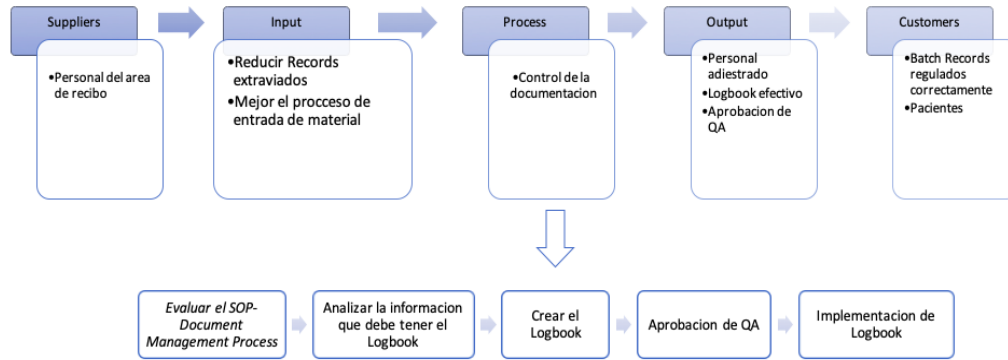 Suppliers
Input
Process
Output
Customers
•Personal del area
de recibo
•Reducir Records
extraviados
•Mejor el procceso de
entrada de material
•Control de la
documentacion
•Personal
adiestrado
•Logbook efectivo
•Aprobacion de
QA
•Batch Records
regulados
correctamente
•Pacientes
Evaluar el SOP-
Document
Management Process
Analizar la informacion
que debe tener el
Logbook
Crear el
Logbook
Aprobacion de QA
Implementacion de
Logbook